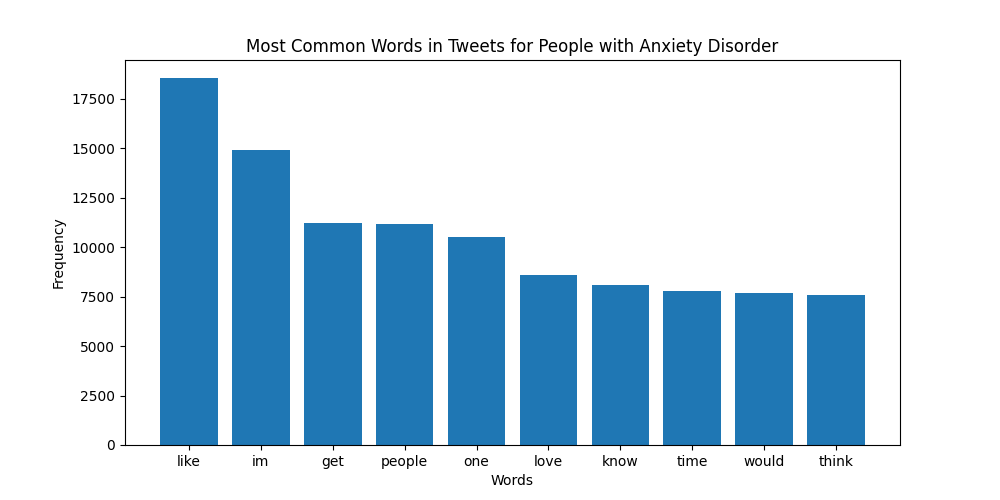 Most Common Words in Tweets for People with Anxiety Disorder
17500
15000
12500
10000
7500
5000
2500
0
Frequency
like im get people one love know time would think
Words